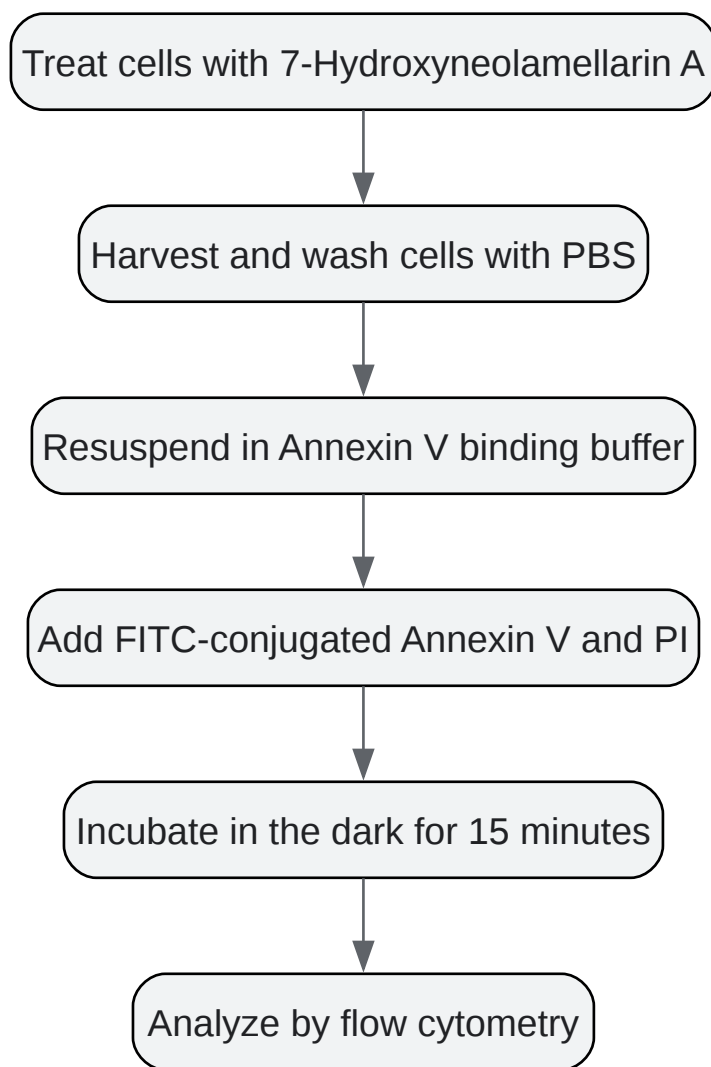 Treat cells with 7-Hydroxyneolamellarin A
Harvest and wash cells with PBS
Resuspend in Annexin V binding buffer
Add FITC-conjugated Annexin V and PI
Incubate in the dark for 15 minutes
Analyze by flow cytometry